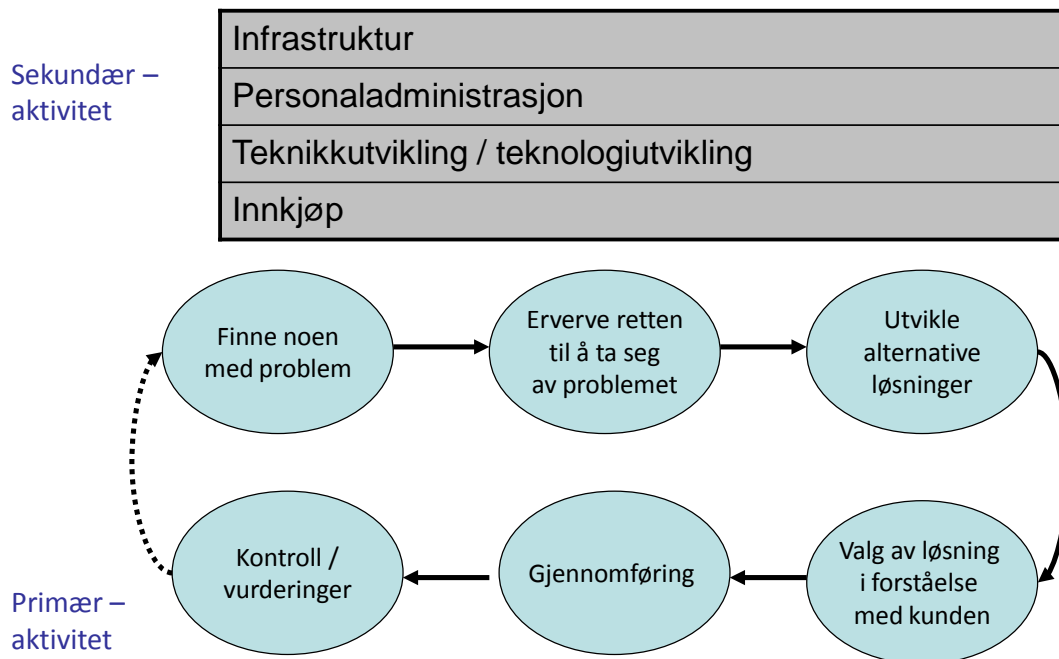 Sekundær –
aktivitet
Infrastruktur
Personaladministrasjon
Teknikkutvikling / teknologiutvikling
Innkjøp
Finne noen
med problem
Erverve retten
til å ta seg
av problemet
Utvikle
alternative
løsninger
Kontroll /
vurderinger
Gjennomføring
Valg av løsning
i forståelse
med kunden
Primær –
aktivitet